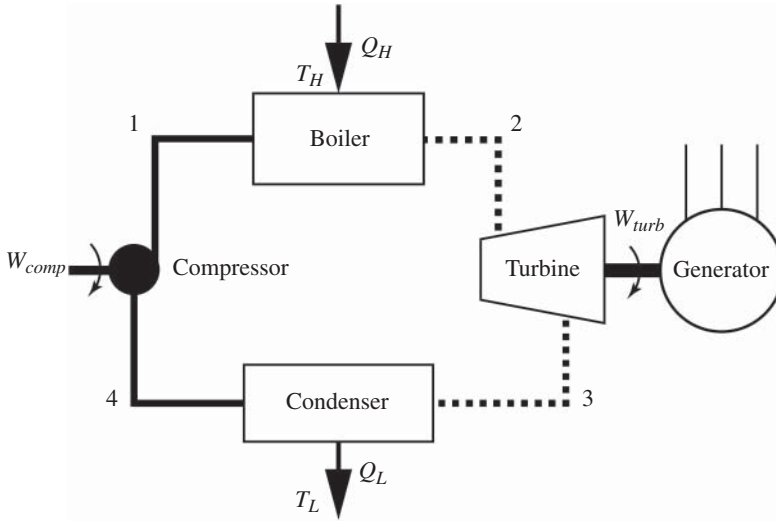 Q_H
T_H
1
Boiler
2
W_comp
Compressor
Turbine
W_turb
Generator
4
Condenser
3
Q_L
T_L